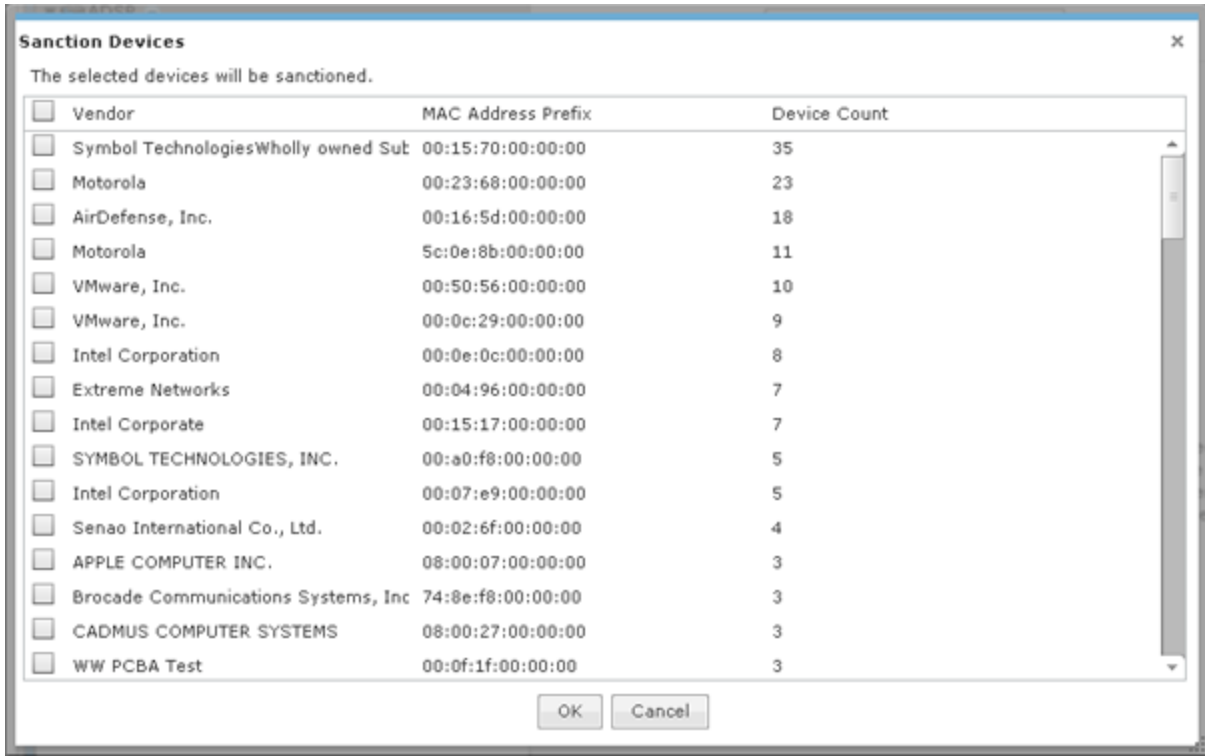 Sanction Devices
The selected devices will be sanctioned.
Vendor MAC Address Prefix Device Count
Symbol TechnologiesWholly owned Sub 00:15:70:00:00:00 35
Motorola 00:23:68:00:00:00 23
AirDefense, Inc. 00:16:5d:00:00:00 18
Motorola 5c:0e:8b:00:00:00 11
VMware, Inc. 00:50:56:00:00:00 10
VMware, Inc. 00:0c:29:00:00:00 9
Intel Corporation 00:0e:0c:00:00:00 8
Extreme Networks 00:04:96:00:00:00 7
Intel Corporate 00:15:17:00:00:00 7
SYMBOL TECHNOLOGIES, INC. 00:a0:f8:00:00:00 5
Intel Corporation 00:07:e9:00:00:00 5
Senao International Co., Ltd. 00:02:6f:00:00:00 4
APPLE COMPUTER INC. 08:00:07:00:00:00 3
Brocade Communications Systems, Inc 74:8e:f8:00:00:00 3
CADMUS COMPUTER SYSTEMS 08:00:27:00:00:00 3
WW PCBA Test 00:0f:1f:00:00:00 3
OK Cancel